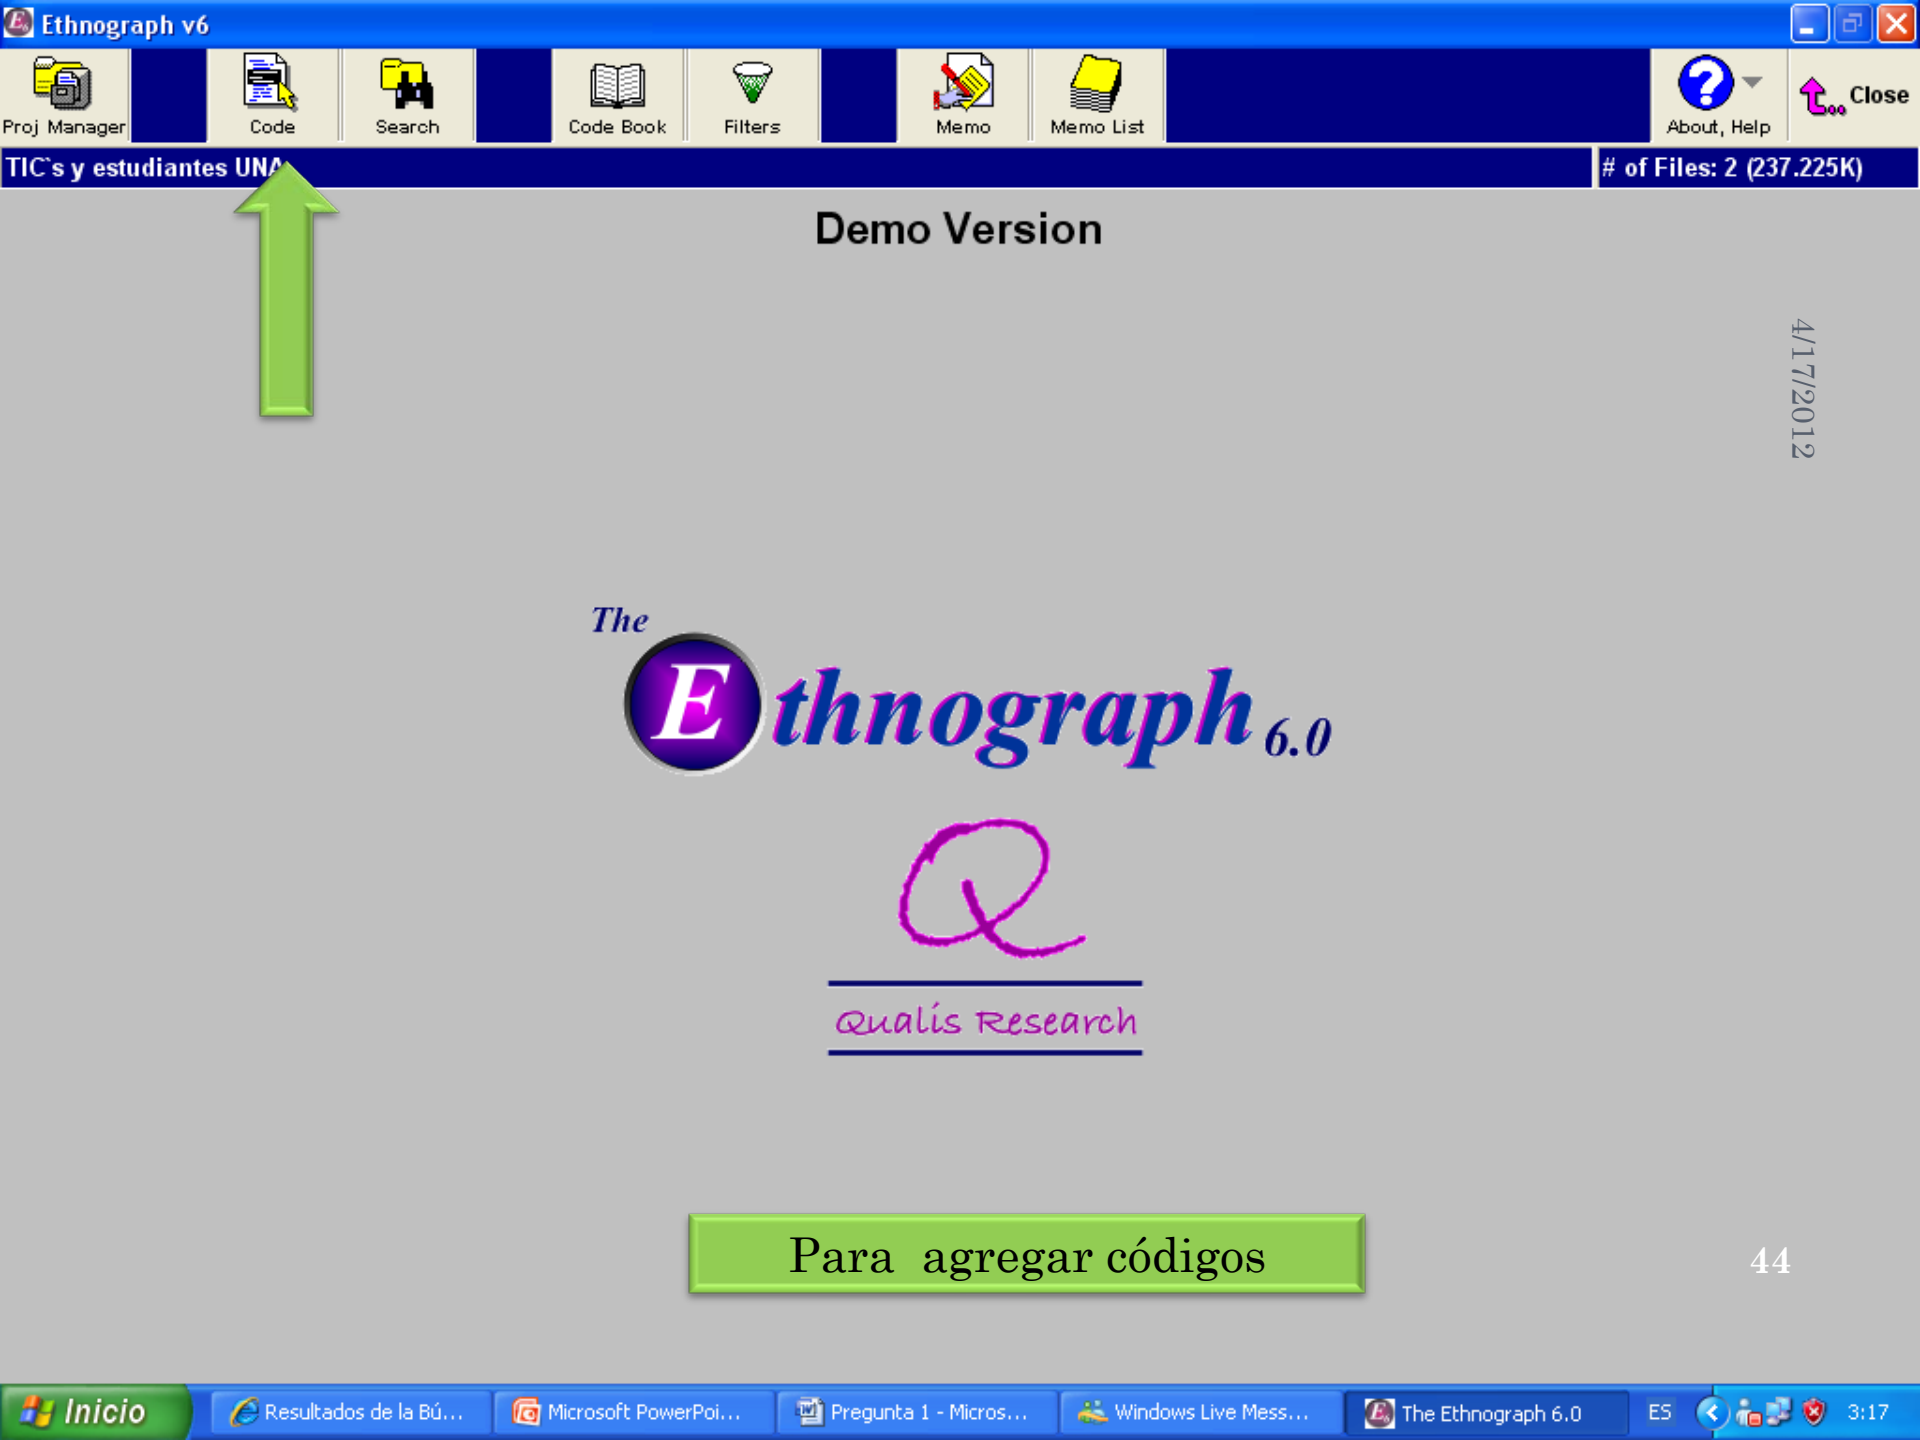 Ethnograph v6
Proj Manager
Code
Search
Code Book
Filters
Memo
Memo List
About, Help
Close
TIC`s y estudiantes UNA
# of Files: 2 (237.225K)
Demo Version
4/17/2012
The
Ethnograph 6.0
Q
Qualis Research
Para agregar códigos
44
Inicio
Resultados de la Bú...
Microsoft PowerPoi...
Pregunta 1 - Micros...
Windows Live Mess...
The Ethnograph 6.0
ES
3:17